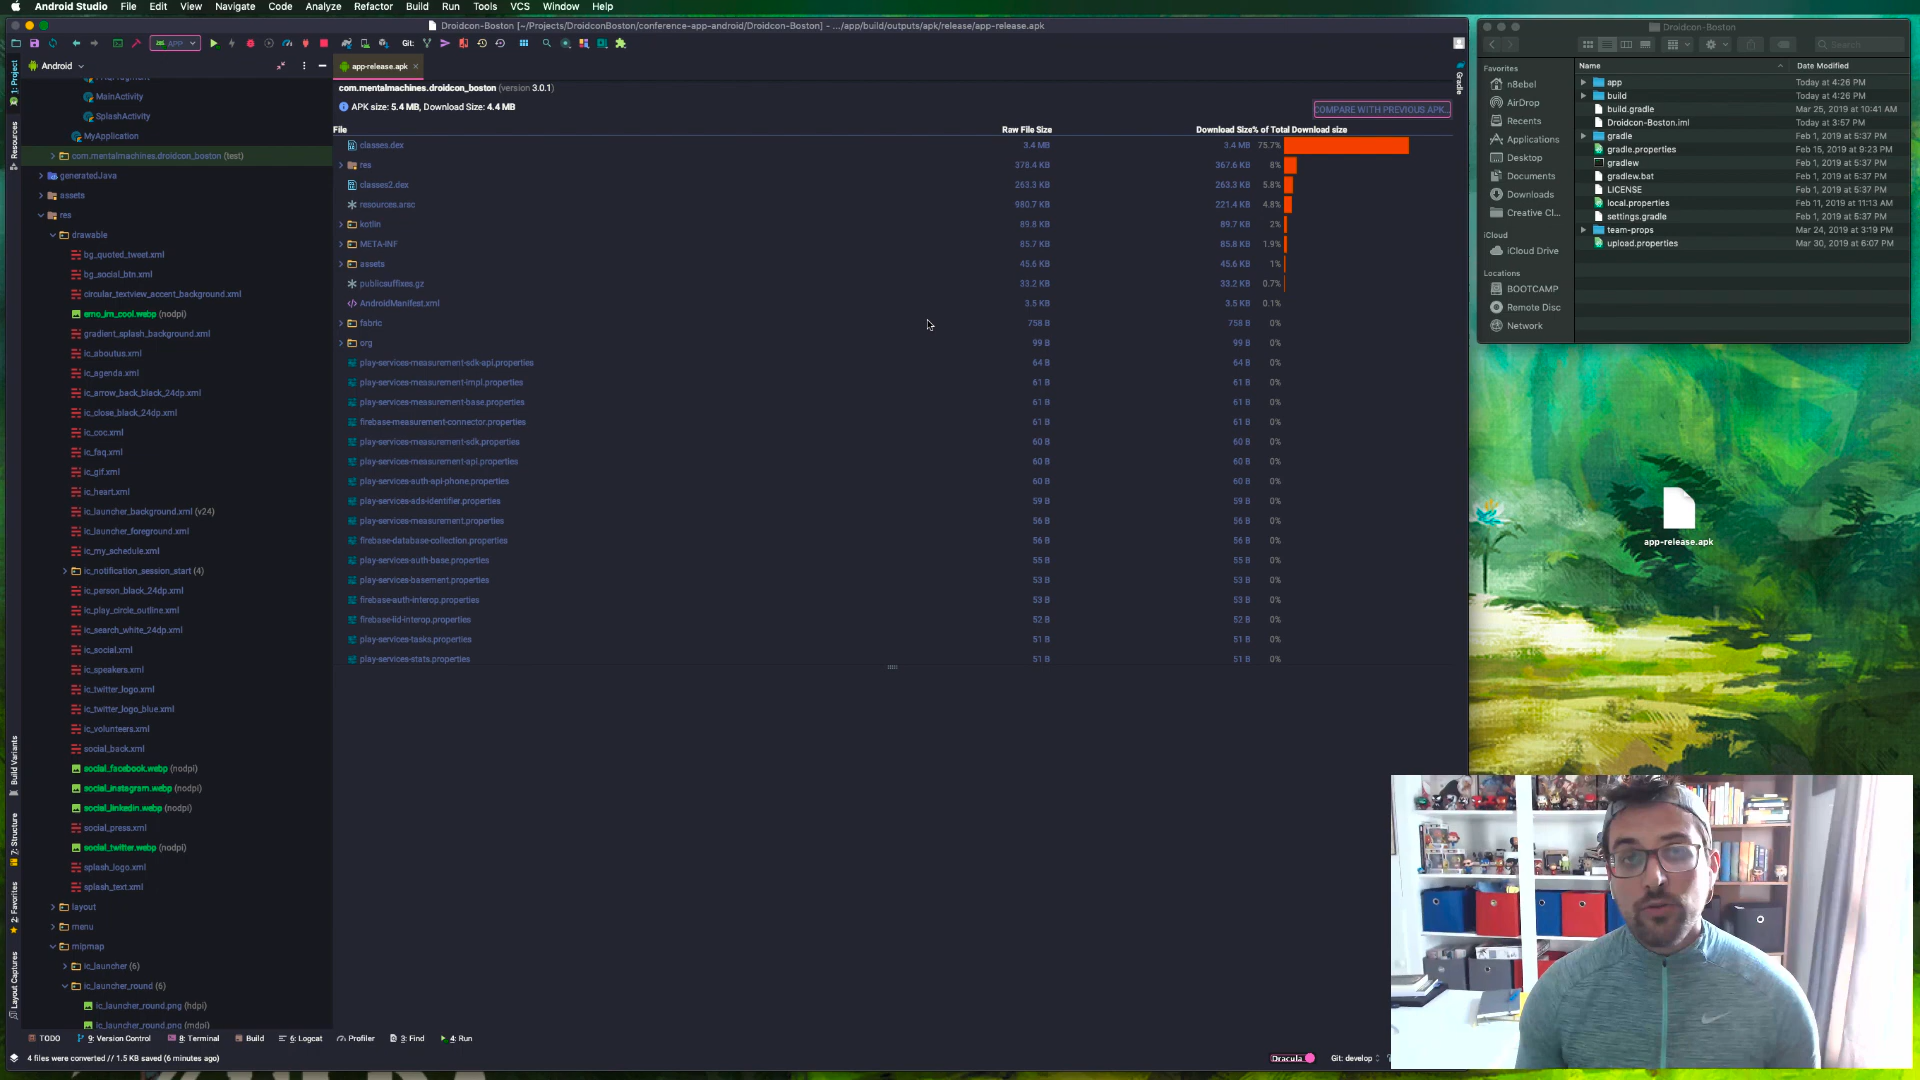 Android Studio File Edit View Navigate Code Analyze Refactor Build Run Tools VCS Window Help
Droidcon-Boston [~/Projects/DroidconBoston/conference-app-android/Droidcon-Boston] - .../app/build/outputs/apk/release/app-release.apk
APP
Git:
Android
app-release.apk
1: Project
Resources
Build Variants
7: Structure
2: Favorites
Layout Captures
MainActivity
SplashActivity
MyApplication
com.mentalmachines.droidcon_boston (test)
generatedJava
assets
res
drawable
bg_quoted_tweet.xml
bg_social_btn.xml
circular_textview_accent_background.xml
emo_im_cool.webp (nodpi)
gradient_splash_background.xml
ic_aboutus.xml
ic_agenda.xml
ic_arrow_back_black_24dp.xml
ic_close_black_24dp.xml
ic_coc.xml
ic_faq.xml
ic_gif.xml
ic_heart.xml
ic_launcher_background.xml (v24)
ic_launcher_foreground.xml
ic_my_schedule.xml
ic_notification_session_start (4)
ic_person_black_24dp.xml
ic_play_circle_outline.xml
ic_search_white_24dp.xml
ic_social.xml
ic_speakers.xml
ic_twitter_logo.xml
ic_twitter_logo_blue.xml
ic_volunteers.xml
social_back.xml
social_facebook.webp (nodpi)
social_instagram.webp (nodpi)
social_linkedin.webp (nodpi)
social_press.xml
social_twitter.webp (nodpi)
splash_logo.xml
splash_text.xml
layout
menu
mipmap
ic_launcher (6)
ic_launcher_round (6)
ic_launcher_round.png (hdpi)
ic_launcher_round.png (mdpi)
com.mentalmachines.droidcon_boston (version 3.0.1)
APK size: 5.4 MB, Download Size: 4.4 MB
COMPARE WITH PREVIOUS APK...
File Raw File Size Download Size % of Total Download size
classes.dex 3.4 MB 3.4 MB 75.7%
res 378.4 KB 367.6 KB 8%
classes2.dex 263.3 KB 263.3 KB 5.8%
resources.arsc 980.7 KB 221.4 KB 4.8%
kotlin 89.8 KB 89.7 KB 2%
META-INF 85.7 KB 85.8 KB 1.9%
assets 45.6 KB 45.6 KB 1%
publicsuffixes.gz 33.2 KB 33.2 KB 0.7%
AndroidManifest.xml 3.5 KB 3.5 KB 0.1%
fabric 758 B 758 B 0%
org 99 B 99 B 0%
play-services-measurement-sdk-api.properties 64 B 64 B 0%
play-services-measurement-impl.properties 61 B 61 B 0%
play-services-measurement-base.properties 61 B 61 B 0%
firebase-measurement-connector.properties 61 B 61 B 0%
play-services-measurement-sdk.properties 60 B 60 B 0%
play-services-measurement-api.properties 60 B 60 B 0%
play-services-auth-api-phone.properties 60 B 60 B 0%
play-services-ads-identifier.properties 59 B 59 B 0%
play-services-measurement.properties 56 B 56 B 0%
firebase-database-collection.properties 56 B 56 B 0%
play-services-auth-base.properties 55 B 55 B 0%
play-services-basement.properties 53 B 53 B 0%
firebase-auth-interop.properties 53 B 53 B 0%
firebase-iid-interop.properties 52 B 52 B 0%
play-services-tasks.properties 51 B 51 B 0%
play-services-stats.properties 51 B 51 B 0%
Gradle
TODO 9: Version Control 8: Terminal Build 6: Logcat Profiler 3: Find 4: Run
4 files were converted // 1.5 KB saved (6 minutes ago)
Dracula
Git: develop
Droidcon-Boston
Search
Favorites
n8ebel
AirDrop
Recents
Applications
Desktop
Documents
Downloads
Creative Cl...
iCloud
iCloud Drive
Locations
BOOTCAMP
Remote Disc
Network
Name Date Modified
app Today at 4:26 PM
build Today at 4:26 PM
build.gradle Mar 25, 2019 at 10:41 AM
Droidcon-Boston.iml Today at 3:57 PM
gradle Feb 1, 2019 at 5:37 PM
gradle.properties Feb 15, 2019 at 9:23 PM
gradlew Feb 1, 2019 at 5:37 PM
gradlew.bat Feb 1, 2019 at 5:37 PM
LICENSE Feb 1, 2019 at 5:37 PM
local.properties Feb 11, 2019 at 11:13 AM
settings.gradle Feb 1, 2019 at 5:37 PM
team-props Mar 24, 2019 at 3:19 PM
upload.properties Mar 30, 2019 at 6:07 PM
app-release.apk